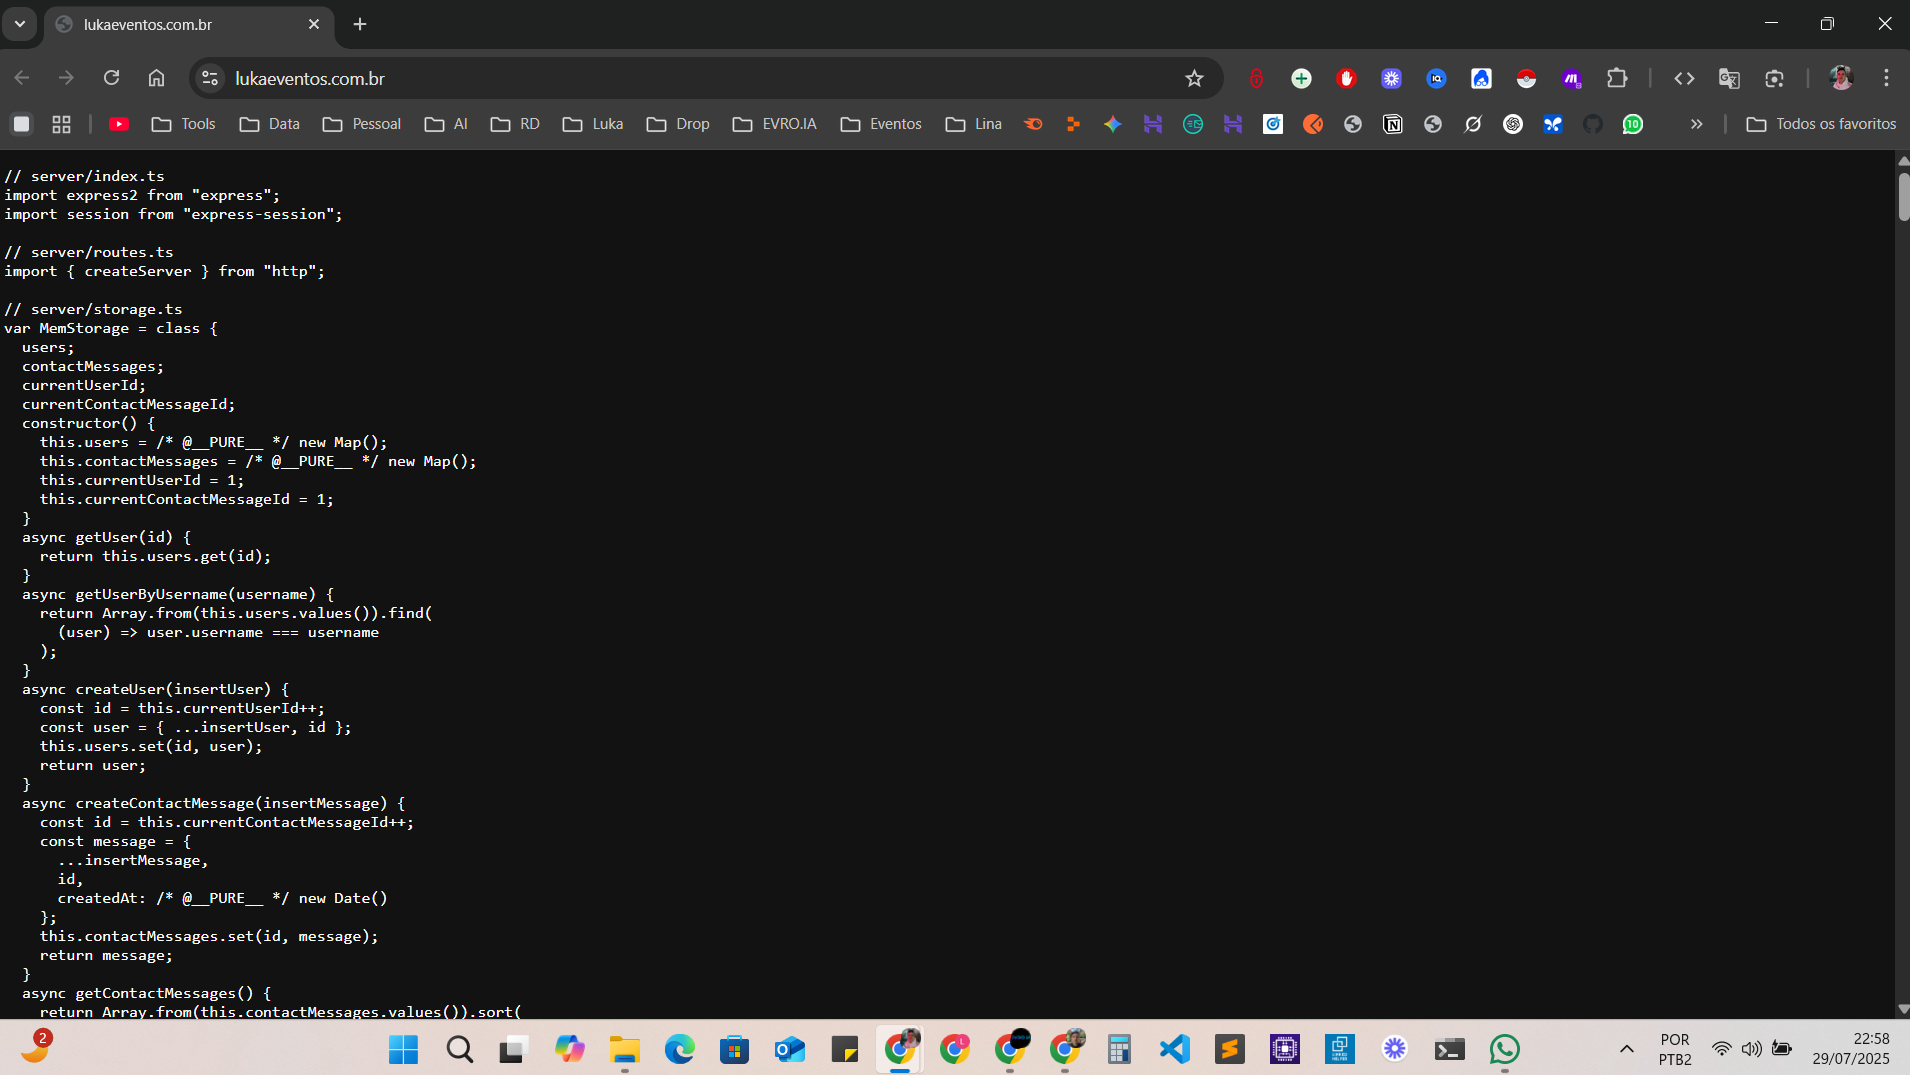 lukaeventos.com.br
lukaeventos.com.br
Tools
Data
Pessoal
AI
RD
Luka
Drop
EVRO.IA
Eventos
Lina
10
Todos os favoritos
// server/index.ts
import express2 from "express";
import session from "express-session";
// server/routes.ts
import { createServer } from "http";
// server/storage.ts
var MemStorage = class {
users;
contactMessages;
currentUserId;
currentContactMessageId;
constructor() {
this.users = /* @__PURE__ */ new Map();
this.contactMessages = /* @__PURE__ */ new Map();
this.currentUserId = 1;
this.currentContactMessageId = 1;
}
async getUser(id) {
return this.users.get(id);
}
async getUserByUsername(username) {
return Array.from(this.users.values()).find(
(user) => user.username === username
);
}
async createUser(insertUser) {
const id = this.currentUserId++;
const user = { ...insertUser, id };
this.users.set(id, user);
return user;
}
async createContactMessage(insertMessage) {
const id = this.currentContactMessageId++;
const message = {
...insertMessage,
id,
createdAt: /* @__PURE__ */ new Date()
};
this.contactMessages.set(id, message);
return message;
}
async getContactMessages() {
return Array.from(this.contactMessages.values()).sort(
2
POR
PTB2
22:58
29/07/2025